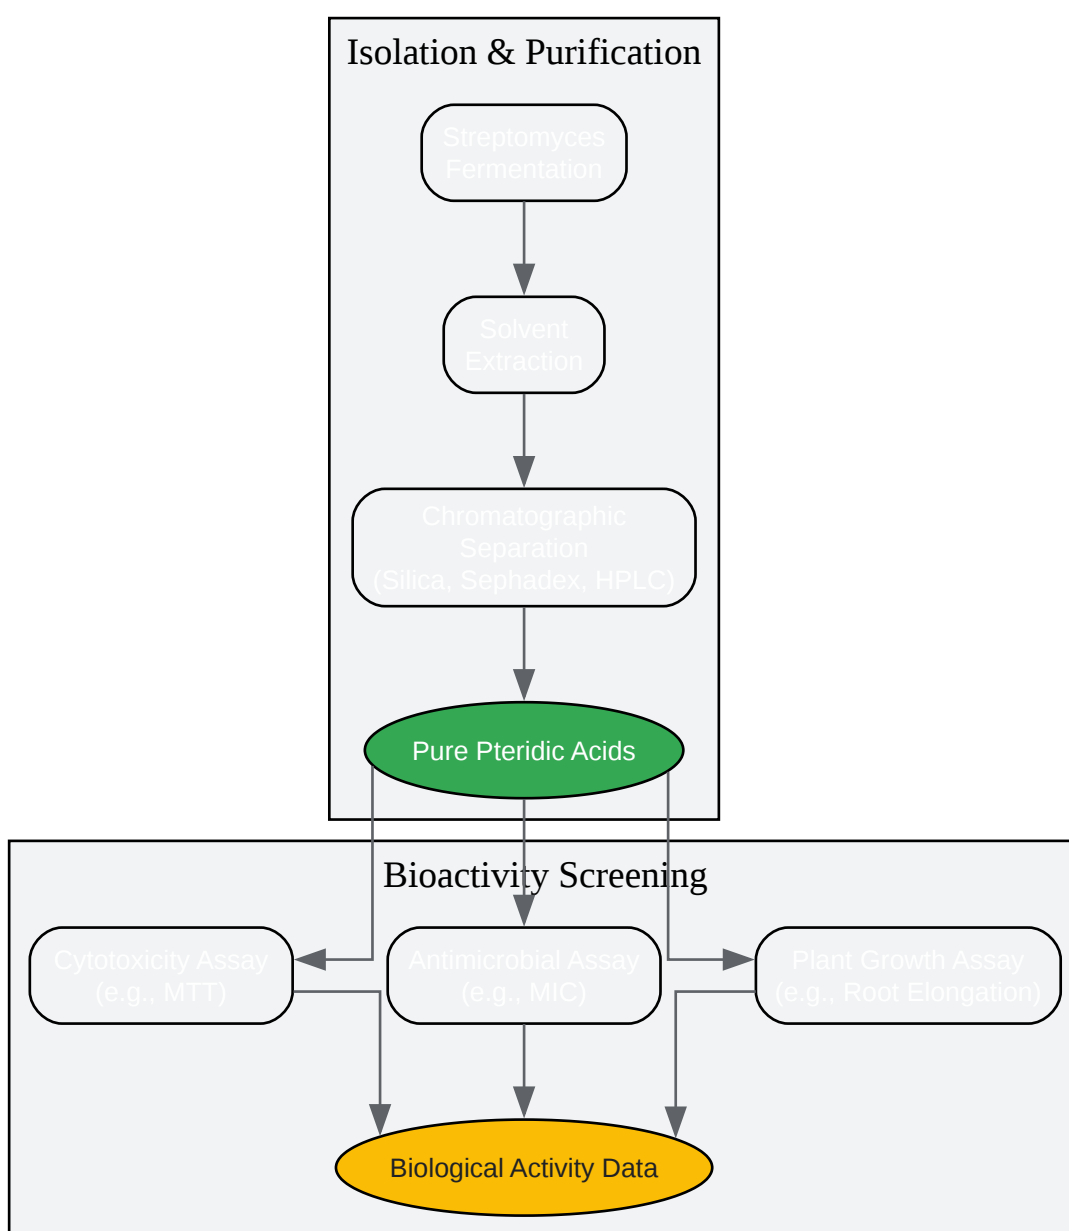 Isolation & Purification
Streptomyces
Fermentation
Solvent
Extraction
Chromatographic
Separation
(Silica, Sephadex, HPLC)
Pure Pteridic Acids
Bioactivity Screening
Cytotoxicity Assay
(e.g., MTT)
Antimicrobial Assay
(e.g., MIC)
Plant Growth Assay
(e.g., Root Elongation)
Biological Activity Data